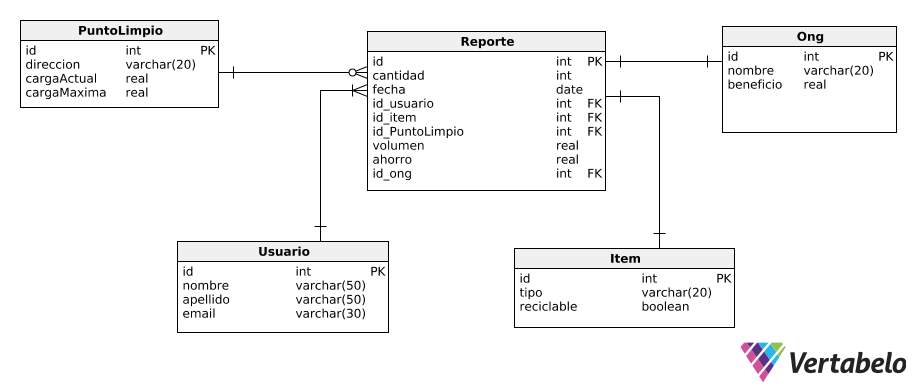 PuntoLimpio
id int PK
direccion varchar(20)
cargaActual real
cargaMaxima real
Reporte
id int PK
cantidad int
fecha date
id_usuario int FK
id_item int FK
id_PuntoLimpio int FK
volumen real
ahorro real
id_ong int FK
Ong
id int PK
nombre varchar(20)
beneficio real
Usuario
id int PK
nombre varchar(50)
apellido varchar(50)
email varchar(30)
Item
id int PK
tipo varchar(20)
reciclable boolean
Vertabelo